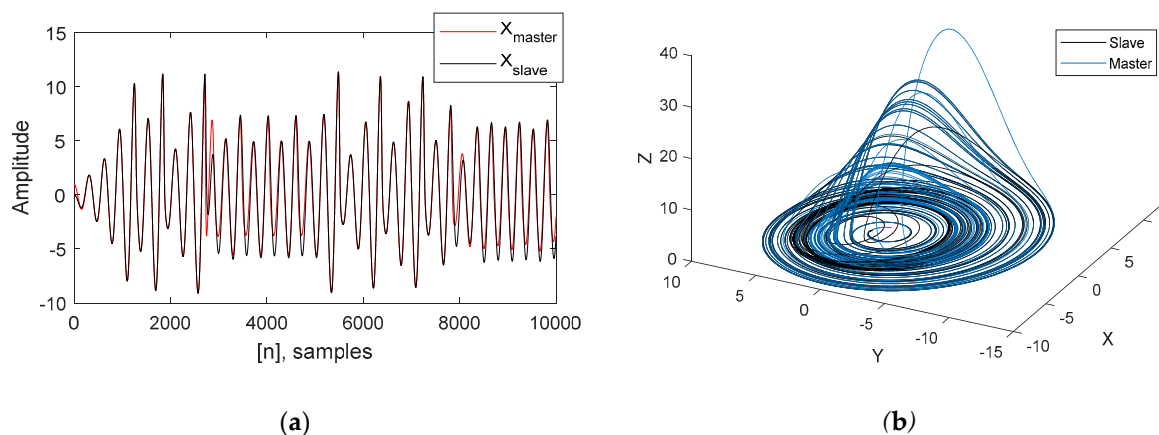 15
10
5
0
-5
-10
Amplitude
0 2000 4000 6000 8000 10000
[n], samples
X_master
X_slave
(a)
40
30
20
10
0
Z
10 5 0 -5 -10 -15
Y
-10 -5 0 5
X
Slave
Master
(b)